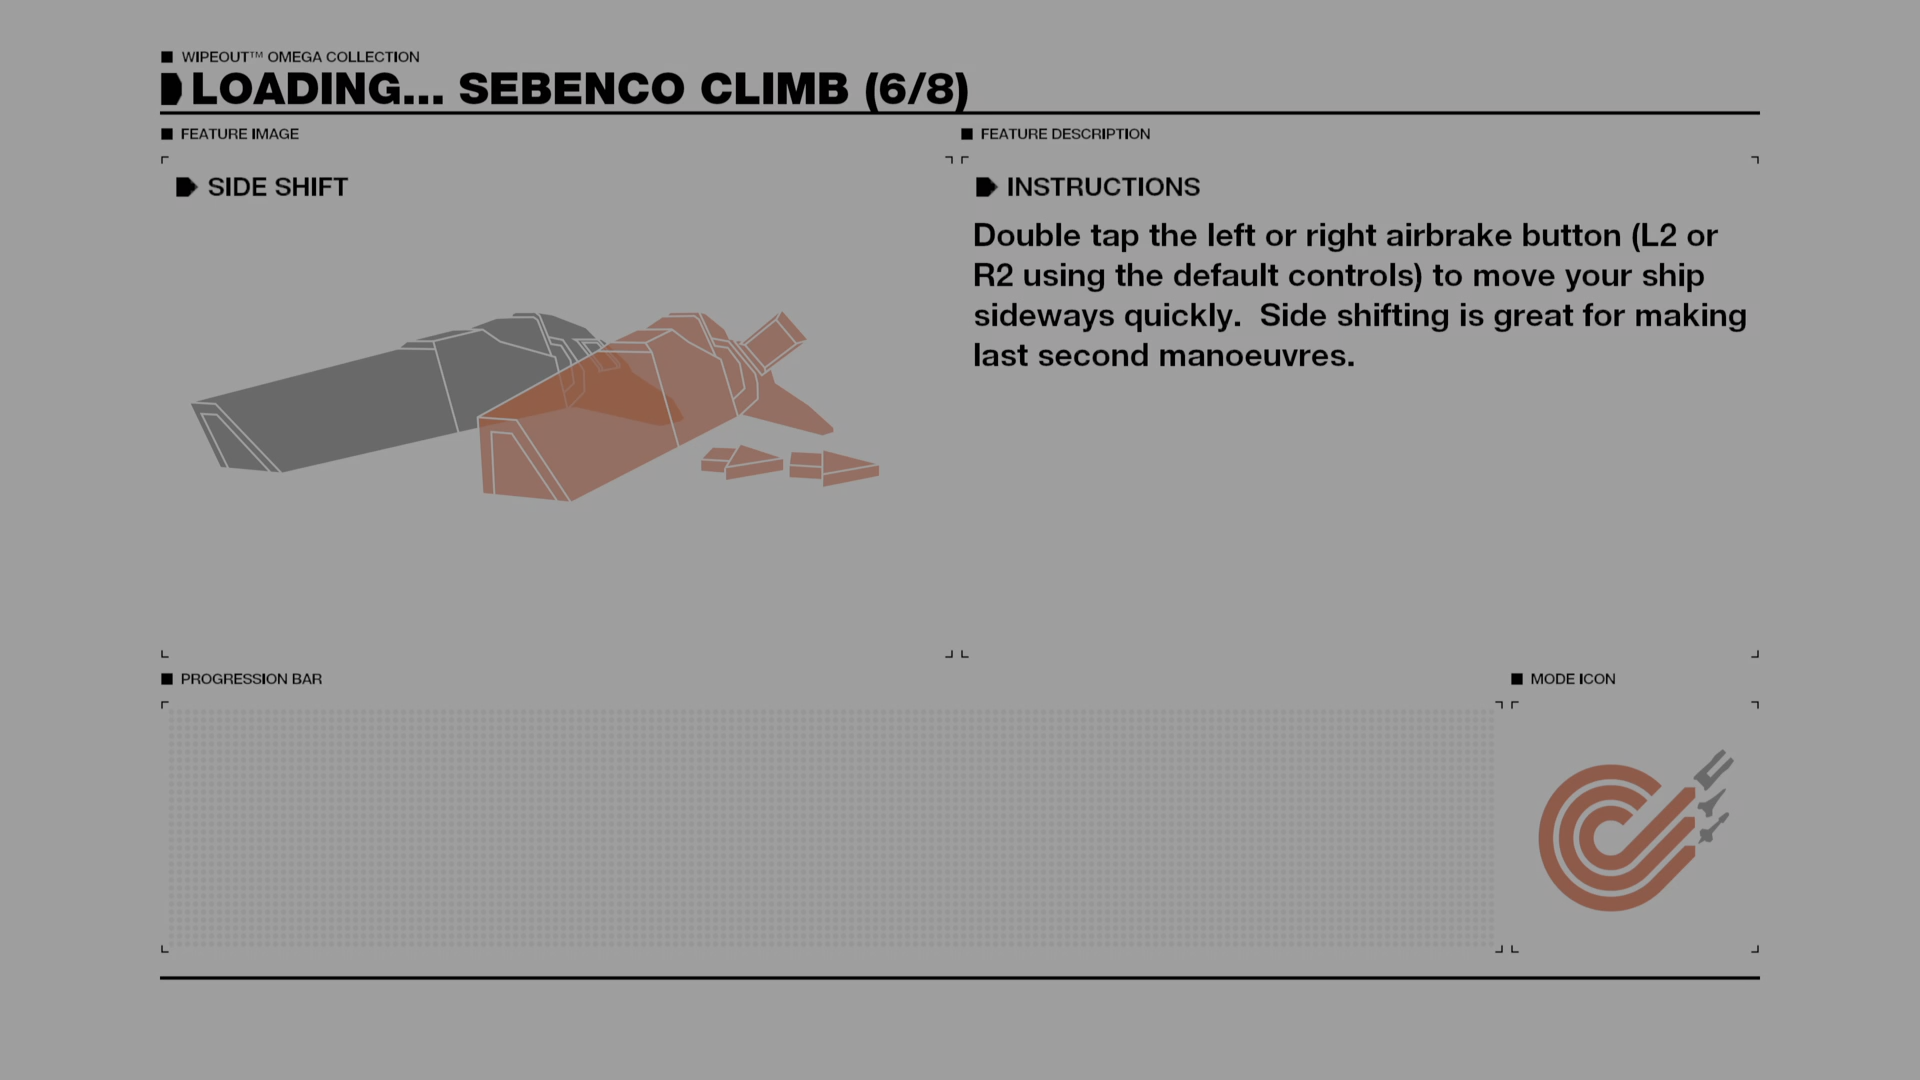 WIPEOUT™ OMEGA COLLECTION
LOADING... SEBENCO CLIMB (6/8)
FEATURE IMAGE
FEATURE DESCRIPTION
SIDE SHIFT
INSTRUCTIONS
Double tap the left or right airbrake button (L2 or
R2 using the default controls) to move your ship
sideways quickly.  Side shifting is great for making
last second manoeuvres.
PROGRESSION BAR
MODE ICON